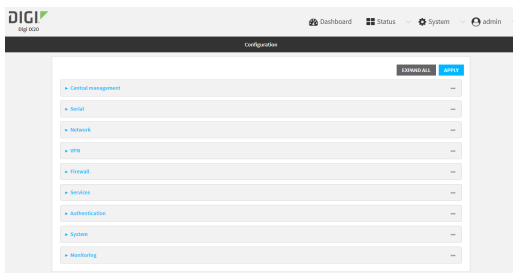 DIGI
Digi IX20
Dashboard Status System admin
Configuration
EXPAND ALL APPLY
Central management
Serial
Network
VPN
Firewall
Services
Authentication
System
Monitoring